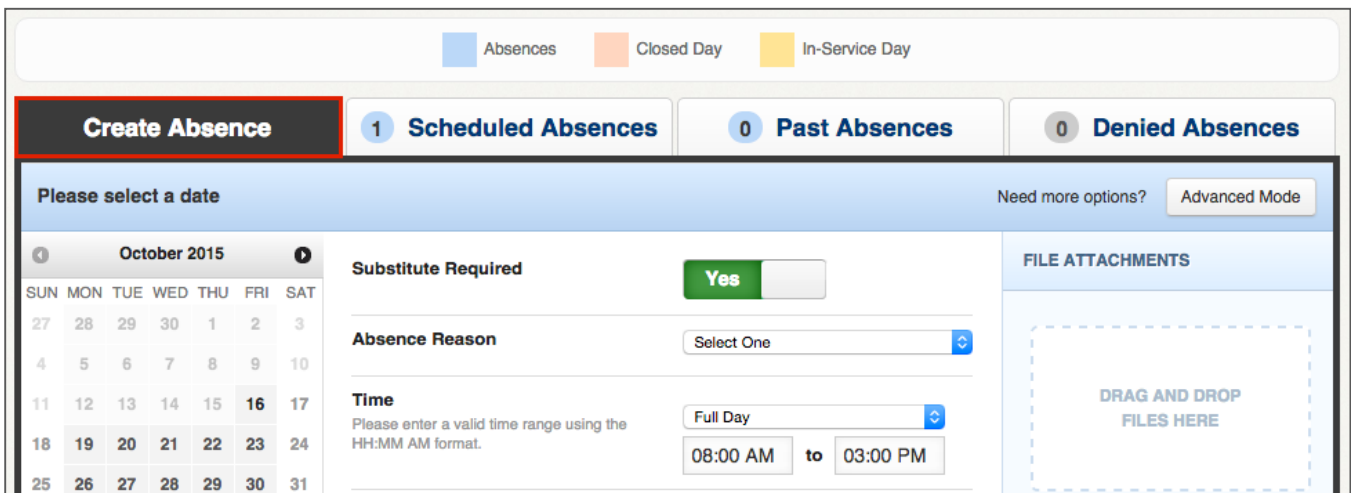 Absences Closed Day In-Service Day
Create Absence 1 Scheduled Absences 0 Past Absences 0 Denied Absences
Please select a date Need more options? Advanced Mode
October 2015
SUN MON TUE WED THU FRI SAT
27 28 29 30 1 2 3
4 5 6 7 8 9 10
11 12 13 14 15 16 17
18 19 20 21 22 23 24
25 26 27 28 29 30 31
Substitute Required Yes
Absence Reason Select One
Time Full Day
Please enter a valid time range using the
HH:MM AM format.
08:00 AM to 03:00 PM
FILE ATTACHMENTS
DRAG AND DROP
FILES HERE